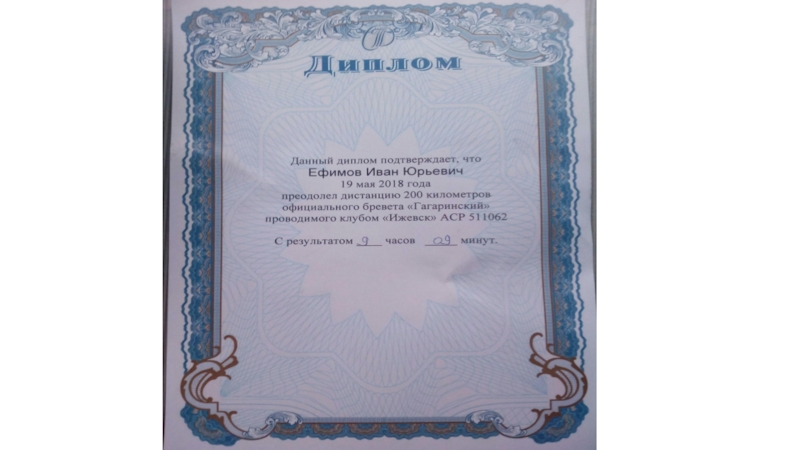 Диплом
Данный диплом подтверждает, что
Ефимов Иван Юрьевич
19 мая 2018 года
преодолел дистанцию 200 километров
официального бревета «Гагаринский»
проводимого клубом «Ижевск» АСР 511062
С результатом 9 часов 09 минут.